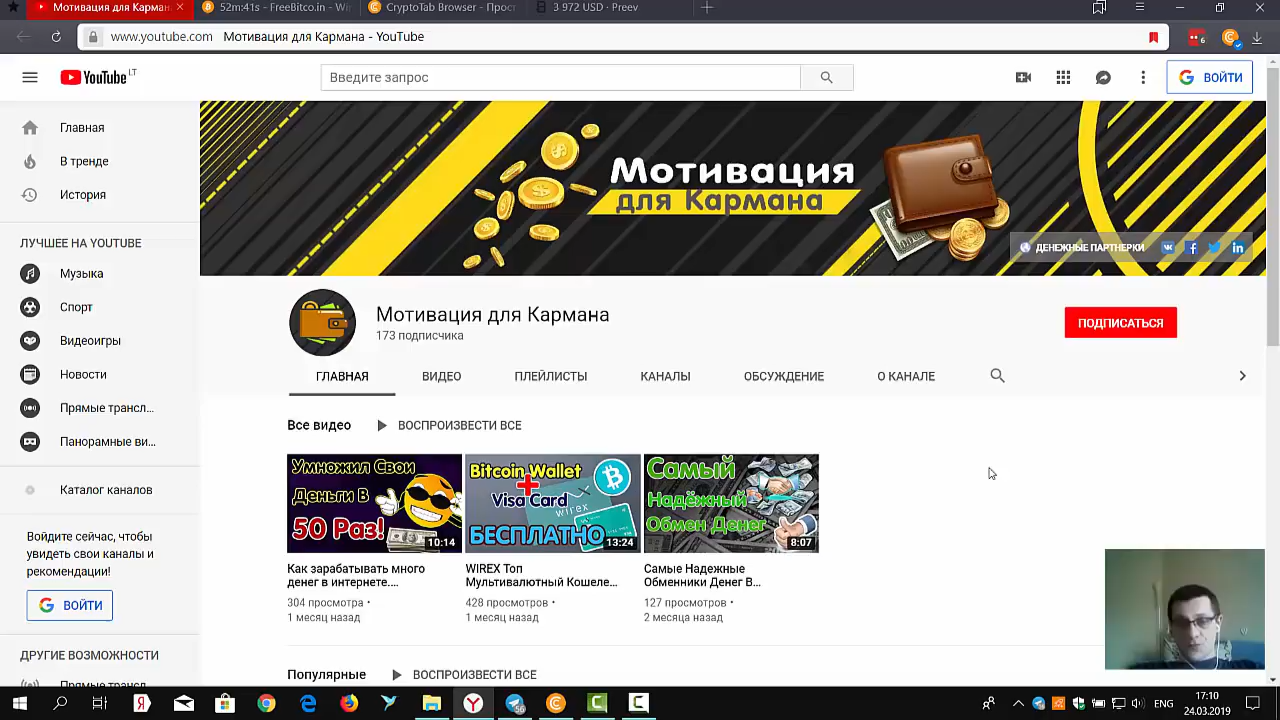 Мотивация для Карман
52m:41s - FreeBitco.in - Wir
CryptoTab Browser - Прост
3 972 USD · Preev
www.youtube.com Мотивация для Кармана - YouTube
YouTube LT
Введите запрос
ВОЙТИ
Главная
В тренде
История
ЛУЧШЕЕ НА YOUTUBE
Музыка
Спорт
Видеоигры
Новости
Прямые трансл...
Панорамные ви...
Каталог каналов
Войдите сейчас, чтобы
увидеть свои каналы и
рекомендации!
ВОЙТИ
ДРУГИЕ ВОЗМОЖНОСТИ
Прямые трансл
Мотивация
для Кармана
ДЕНЕЖНЫЕ ПАРТНЕРКИ
Мотивация для Кармана
173 подписчика
ПОДПИСАТЬСЯ
ГЛАВНАЯ ВИДЕО ПЛЕЙЛИСТЫ КАНАЛЫ ОБСУЖДЕНИЕ О КАНАЛЕ
Все видео ВОСПРОИЗВЕСТИ ВСЕ
Умножил Свои
Деньги В
50 Раз!
10:14
Как зарабатывать много
денег в интернете....
304 просмотра •
1 месяц назад
Bitcoin Wallet
+
Visa Card
wirex
БЕСПЛАТНО
13:24
WIREX Топ
Мультивалютный Кошеле...
428 просмотров •
1 месяц назад
Самый
Надёжный
Обмен Денег
8:07
Самые Надежные
Обменники Денег В...
127 просмотров •
2 месяца назад
Популярные ВОСПРОИЗВЕСТИ ВСЕ
ENG
17:10
24.03.2019